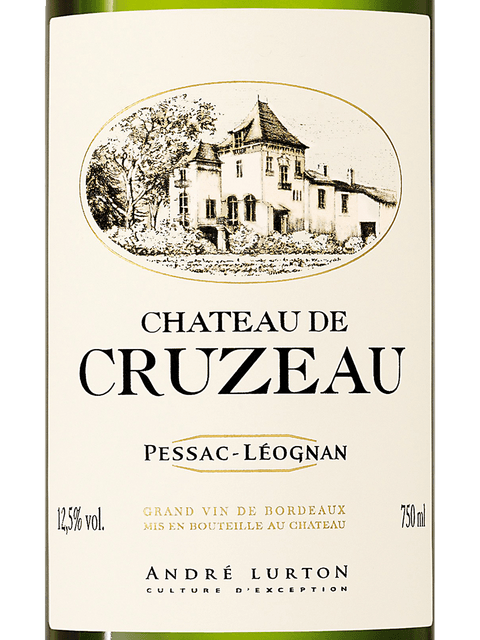 CHATEAU DE
CRUZEAU
PESSAC-LÉOGNAN
12,5% vol.
GRAND VIN DE BORDEAUX
MIS EN BOUTEILLE AU CHATEAU
750 ml
ANDRÉ LURTON
CULTURE D'EXCEPTION